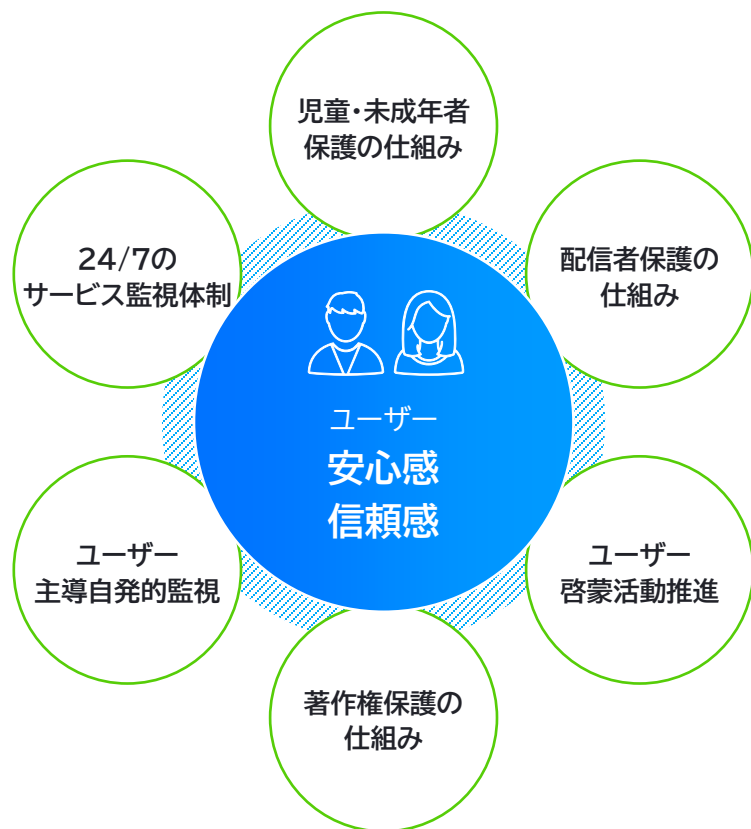 児童・未成年者
保護の仕組み
24/7の
サービス監視体制
配信者保護の
仕組み
ユーザー
安心感
信頼感
ユーザー
主導自発的監視
ユーザー
啓蒙活動推進
著作権保護の
仕組み